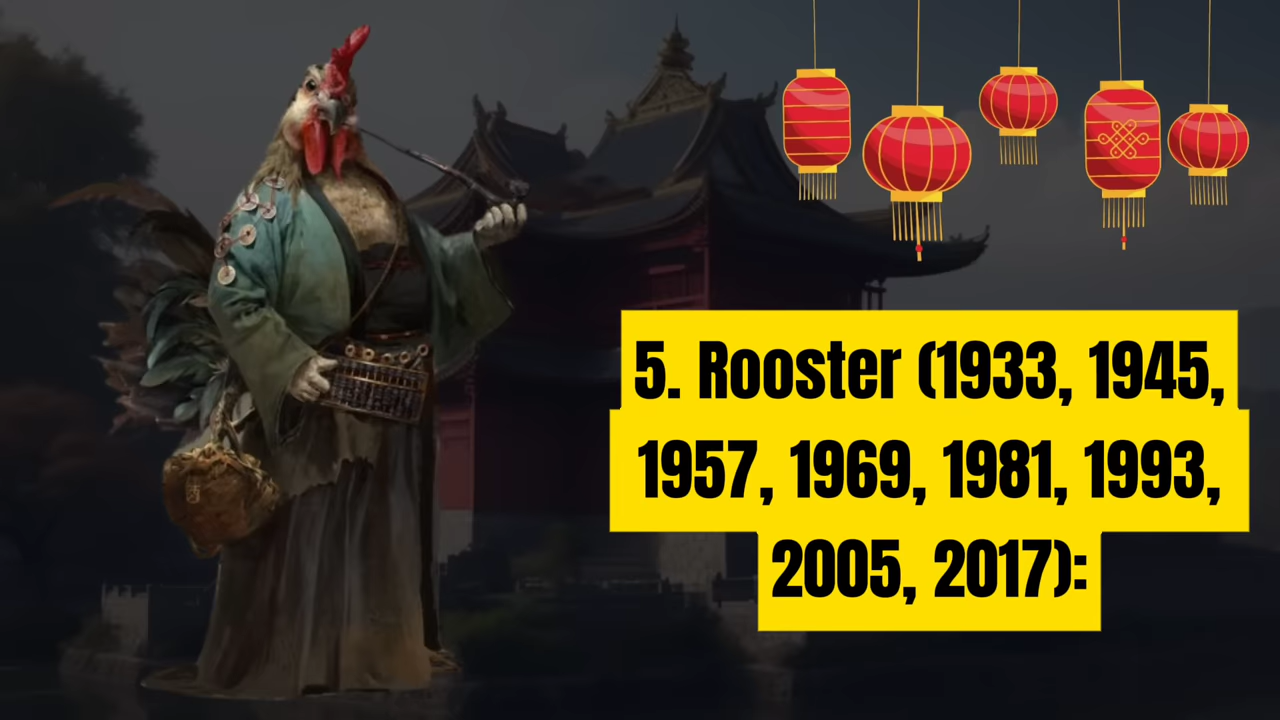 5. Rooster (1933, 1945,
1957, 1969, 1981, 1993,
2005, 2017):